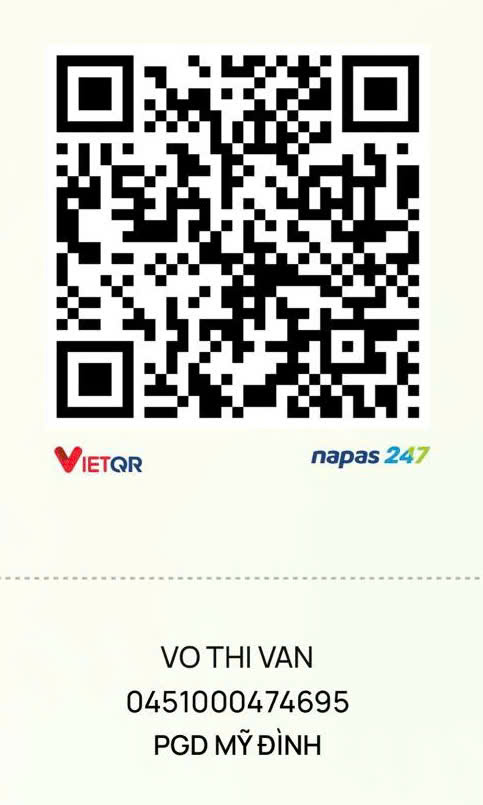 VIETQR
napas 247
VO THI VAN
0451000474695
PGD MỸ ĐÌNH